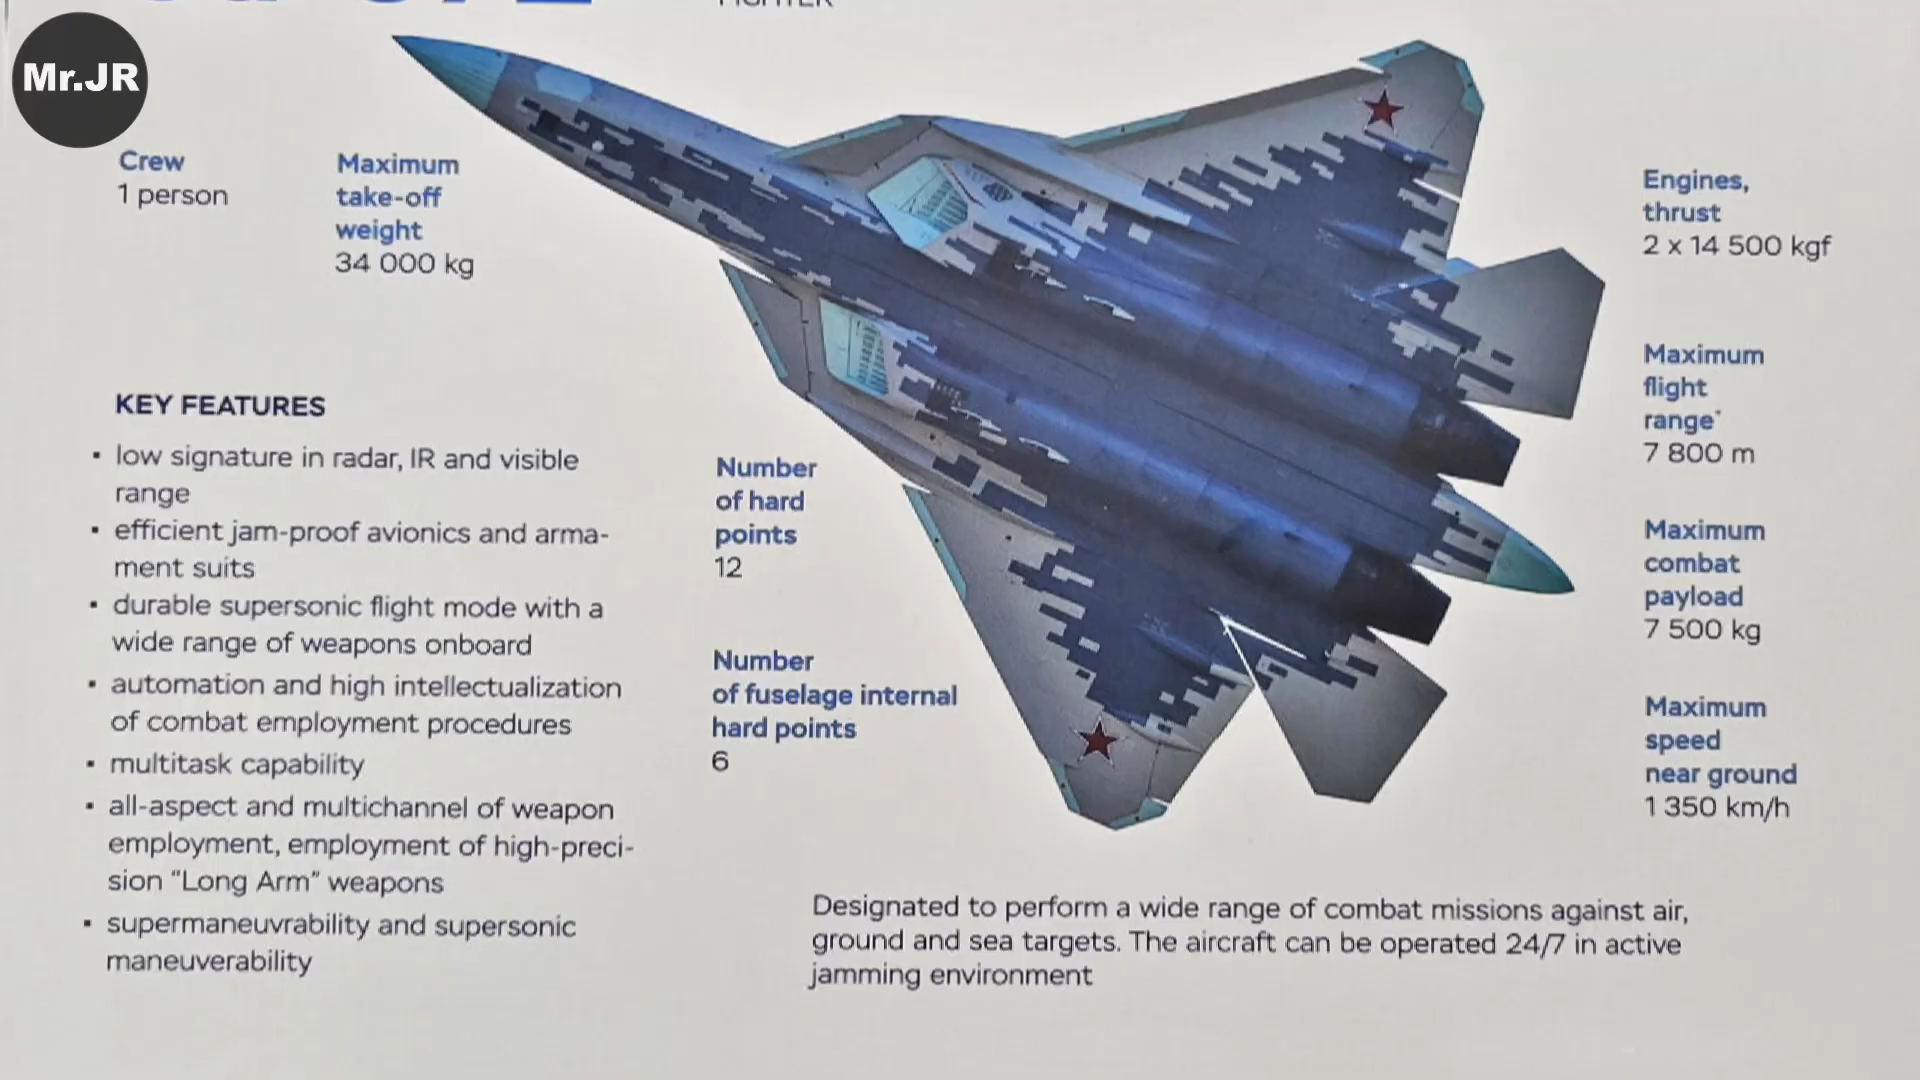 FIGHTER
Mr.JR
Crew
1 person
Maximum
take-off
weight
34 000 kg
KEY FEATURES
▪ low signature in radar, IR and visible
range
▪ efficient jam-proof avionics and arma-
ment suits
▪ durable supersonic flight mode with a
wide range of weapons onboard
▪ automation and high intellectualization
of combat employment procedures
▪ multitask capability
▪ all-aspect and multichannel of weapon
employment, employment of high-preci-
sion “Long Arm” weapons
▪ supermaneuvrability and supersonic
maneuverability
Number
of hard
points
12
Number
of fuselage internal
hard points
6
Engines,
thrust
2 x 14 500 kgf
Maximum
flight
range*
7 800 m
Maximum
combat
payload
7 500 kg
Maximum
speed
near ground
1 350 km/h
Designated to perform a wide range of combat missions against air,
ground and sea targets. The aircraft can be operated 24/7 in active
jamming environment